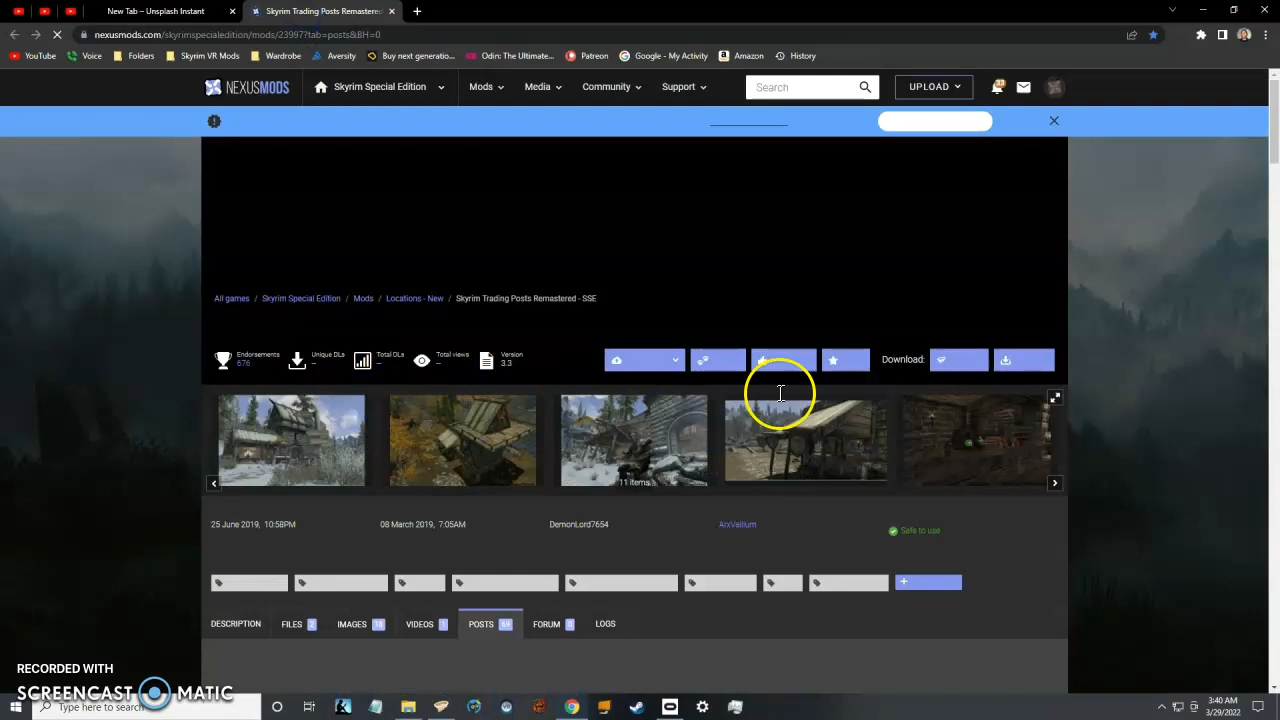 New Tab – Unsplash Instant
Skyrim Trading Posts Remastered
nexusmods.com/skyrimspecialedition/mods/23997?tab=posts&BH=0
YouTube Voice Folders Skyrim VR Mods Wardrobe Aversity Buy next generatio... Odin: The Ultimate... Patreon Google - My Activity Amazon History
NEXUSMODS Skyrim Special Edition Mods Media Community Support Search UPLOAD
All games / Skyrim Special Edition / Mods / Locations - New / Skyrim Trading Posts Remastered - SSE
Endorsements Unique DLs Total DLs Total views Version
676 -- -- -- 3.3
Download:
11 items
25 June 2019, 10:58PM 08 March 2019, 7:05AM DemonLord7654 ArxVallium Safe to use
DESCRIPTION FILES 2 IMAGES 18 VIDEOS 1 POSTS 69 FORUM 0 LOGS
RECORDED WITH
SCREENCAST MATIC
Type here to search
3:40 AM
3/29/2022